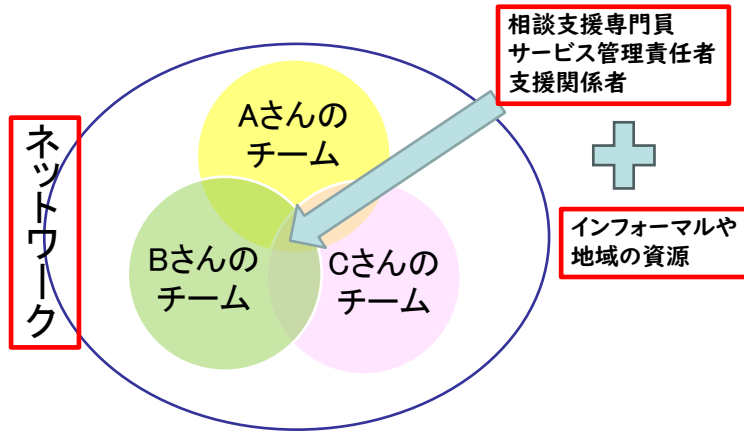 ネットワーク
Aさんの
チーム
Bさんの
チーム
Cさんの
チーム
相談支援専門員
サービス管理責任者
支援関係者
インフォーマルや
地域の資源